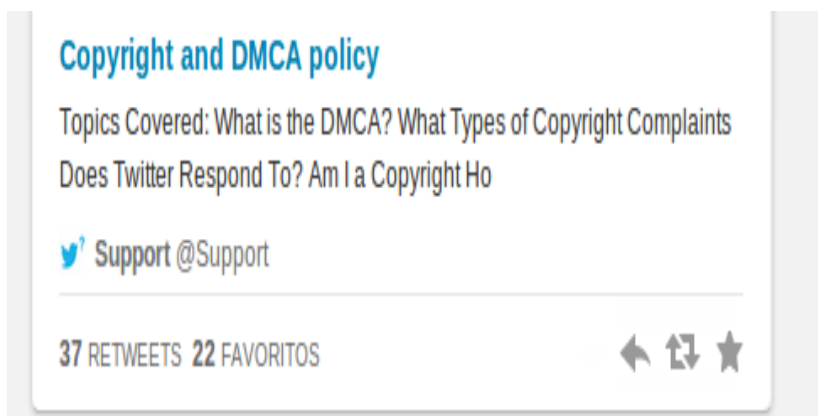 Copyright and DMCA policy
Topics Covered: What is the DMCA? What Types of Copyright Complaints
Does Twitter Respond To? Am I a Copyright Ho
Support @Support
37 RETWEETS 22 FAVORITOS